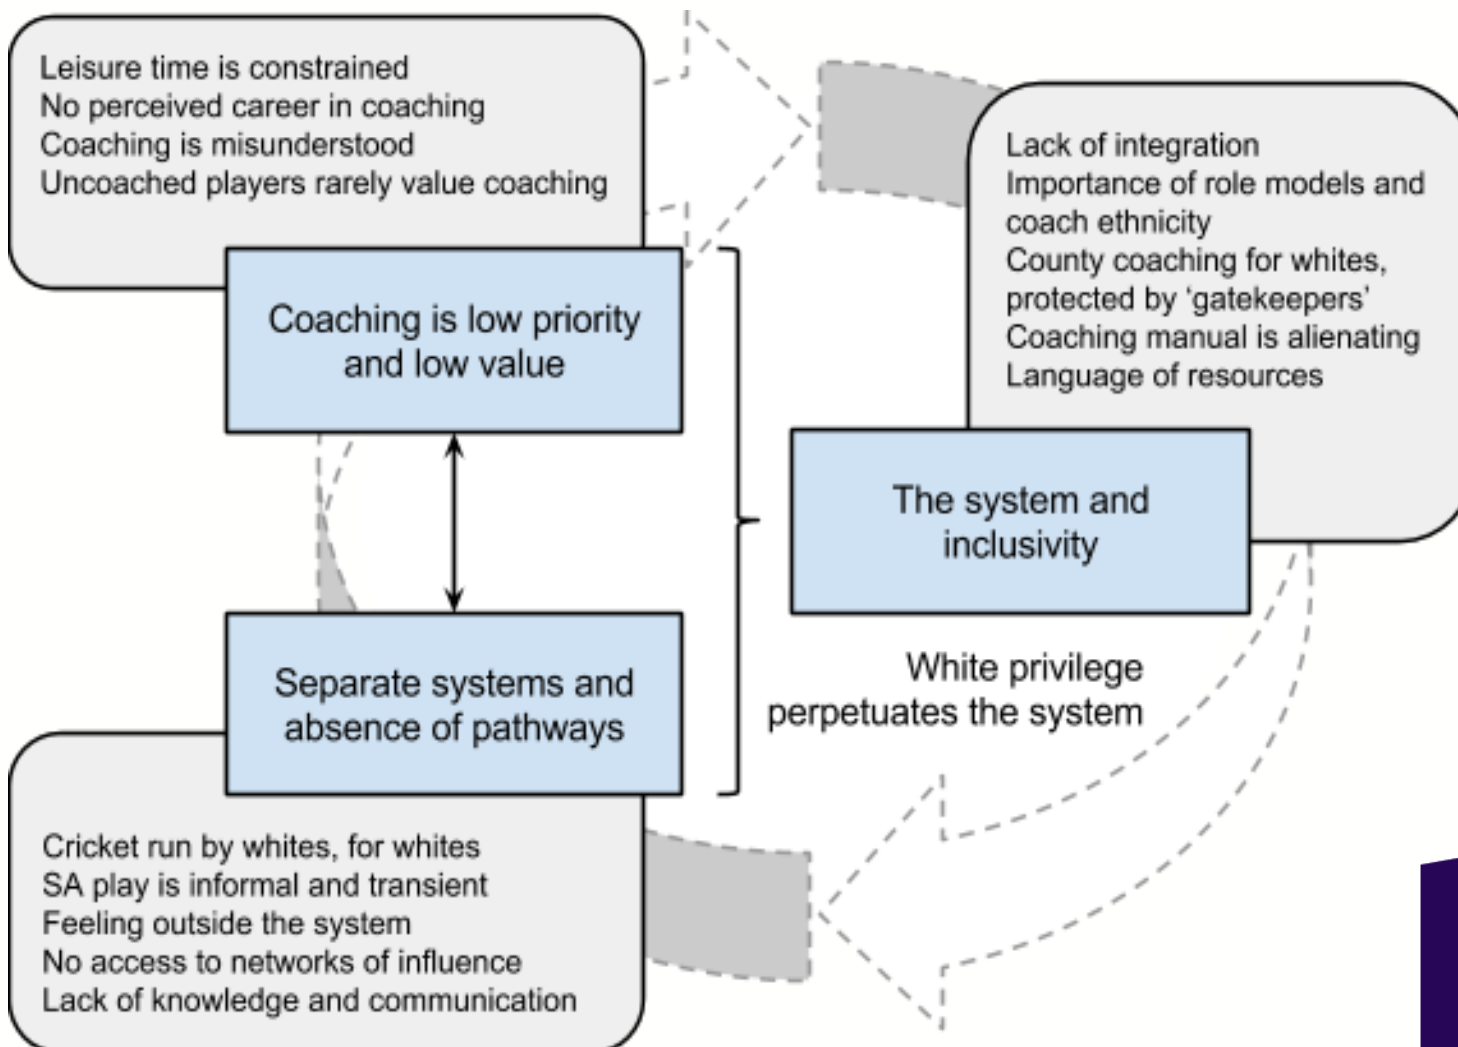 Leisure time is constrained
No perceived career in coaching
Coaching is misunderstood
Uncoached players rarely value coaching
Coaching is low priority
and low value
Lack of integration
Importance of role models and
coach ethnicity
County coaching for whites,
protected by ‘gatekeepers’
Coaching manual is alienating
Language of resources
The system and
inclusivity
White privilege
perpetuates the system
Separate systems and
absence of pathways
Cricket run by whites, for whites
SA play is informal and transient
Feeling outside the system
No access to networks of influence
Lack of knowledge and communication